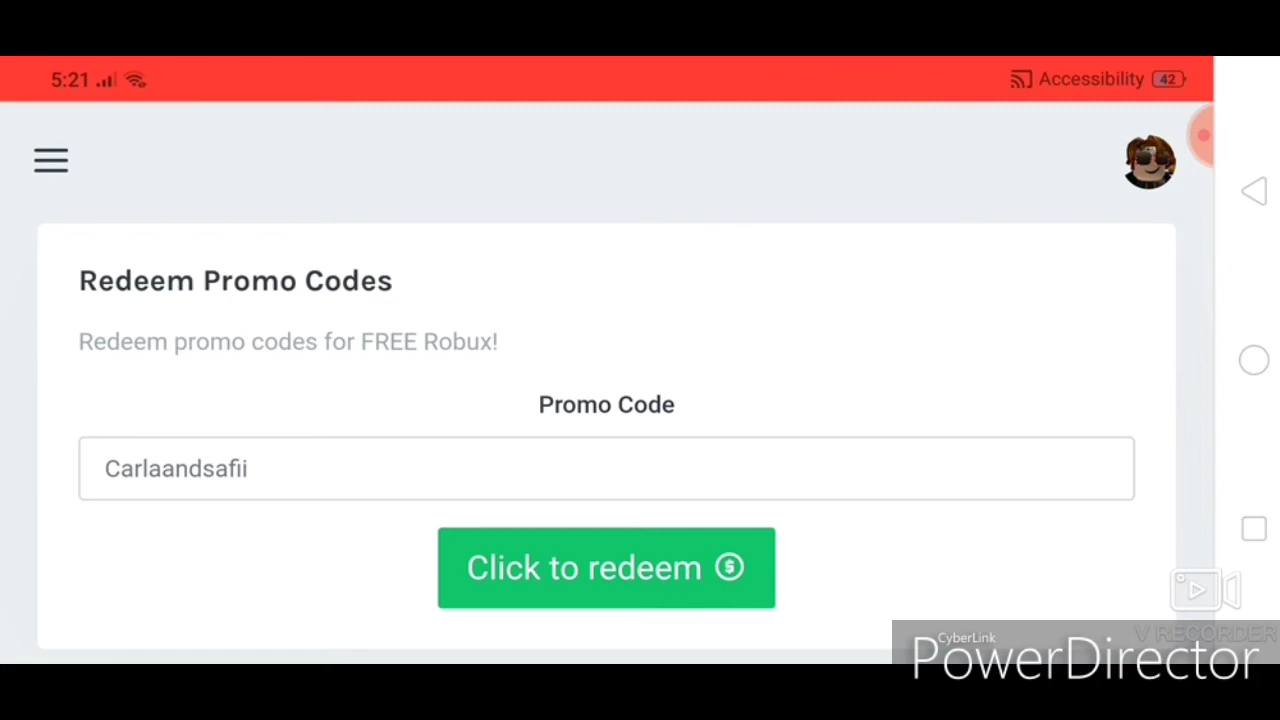 5:21
Accessibility 42
Redeem Promo Codes
Redeem promo codes for FREE Robux!
Promo Code
Carlaandsafii
Click to redeem
V RECORDER
CyberLink
PowerDirector